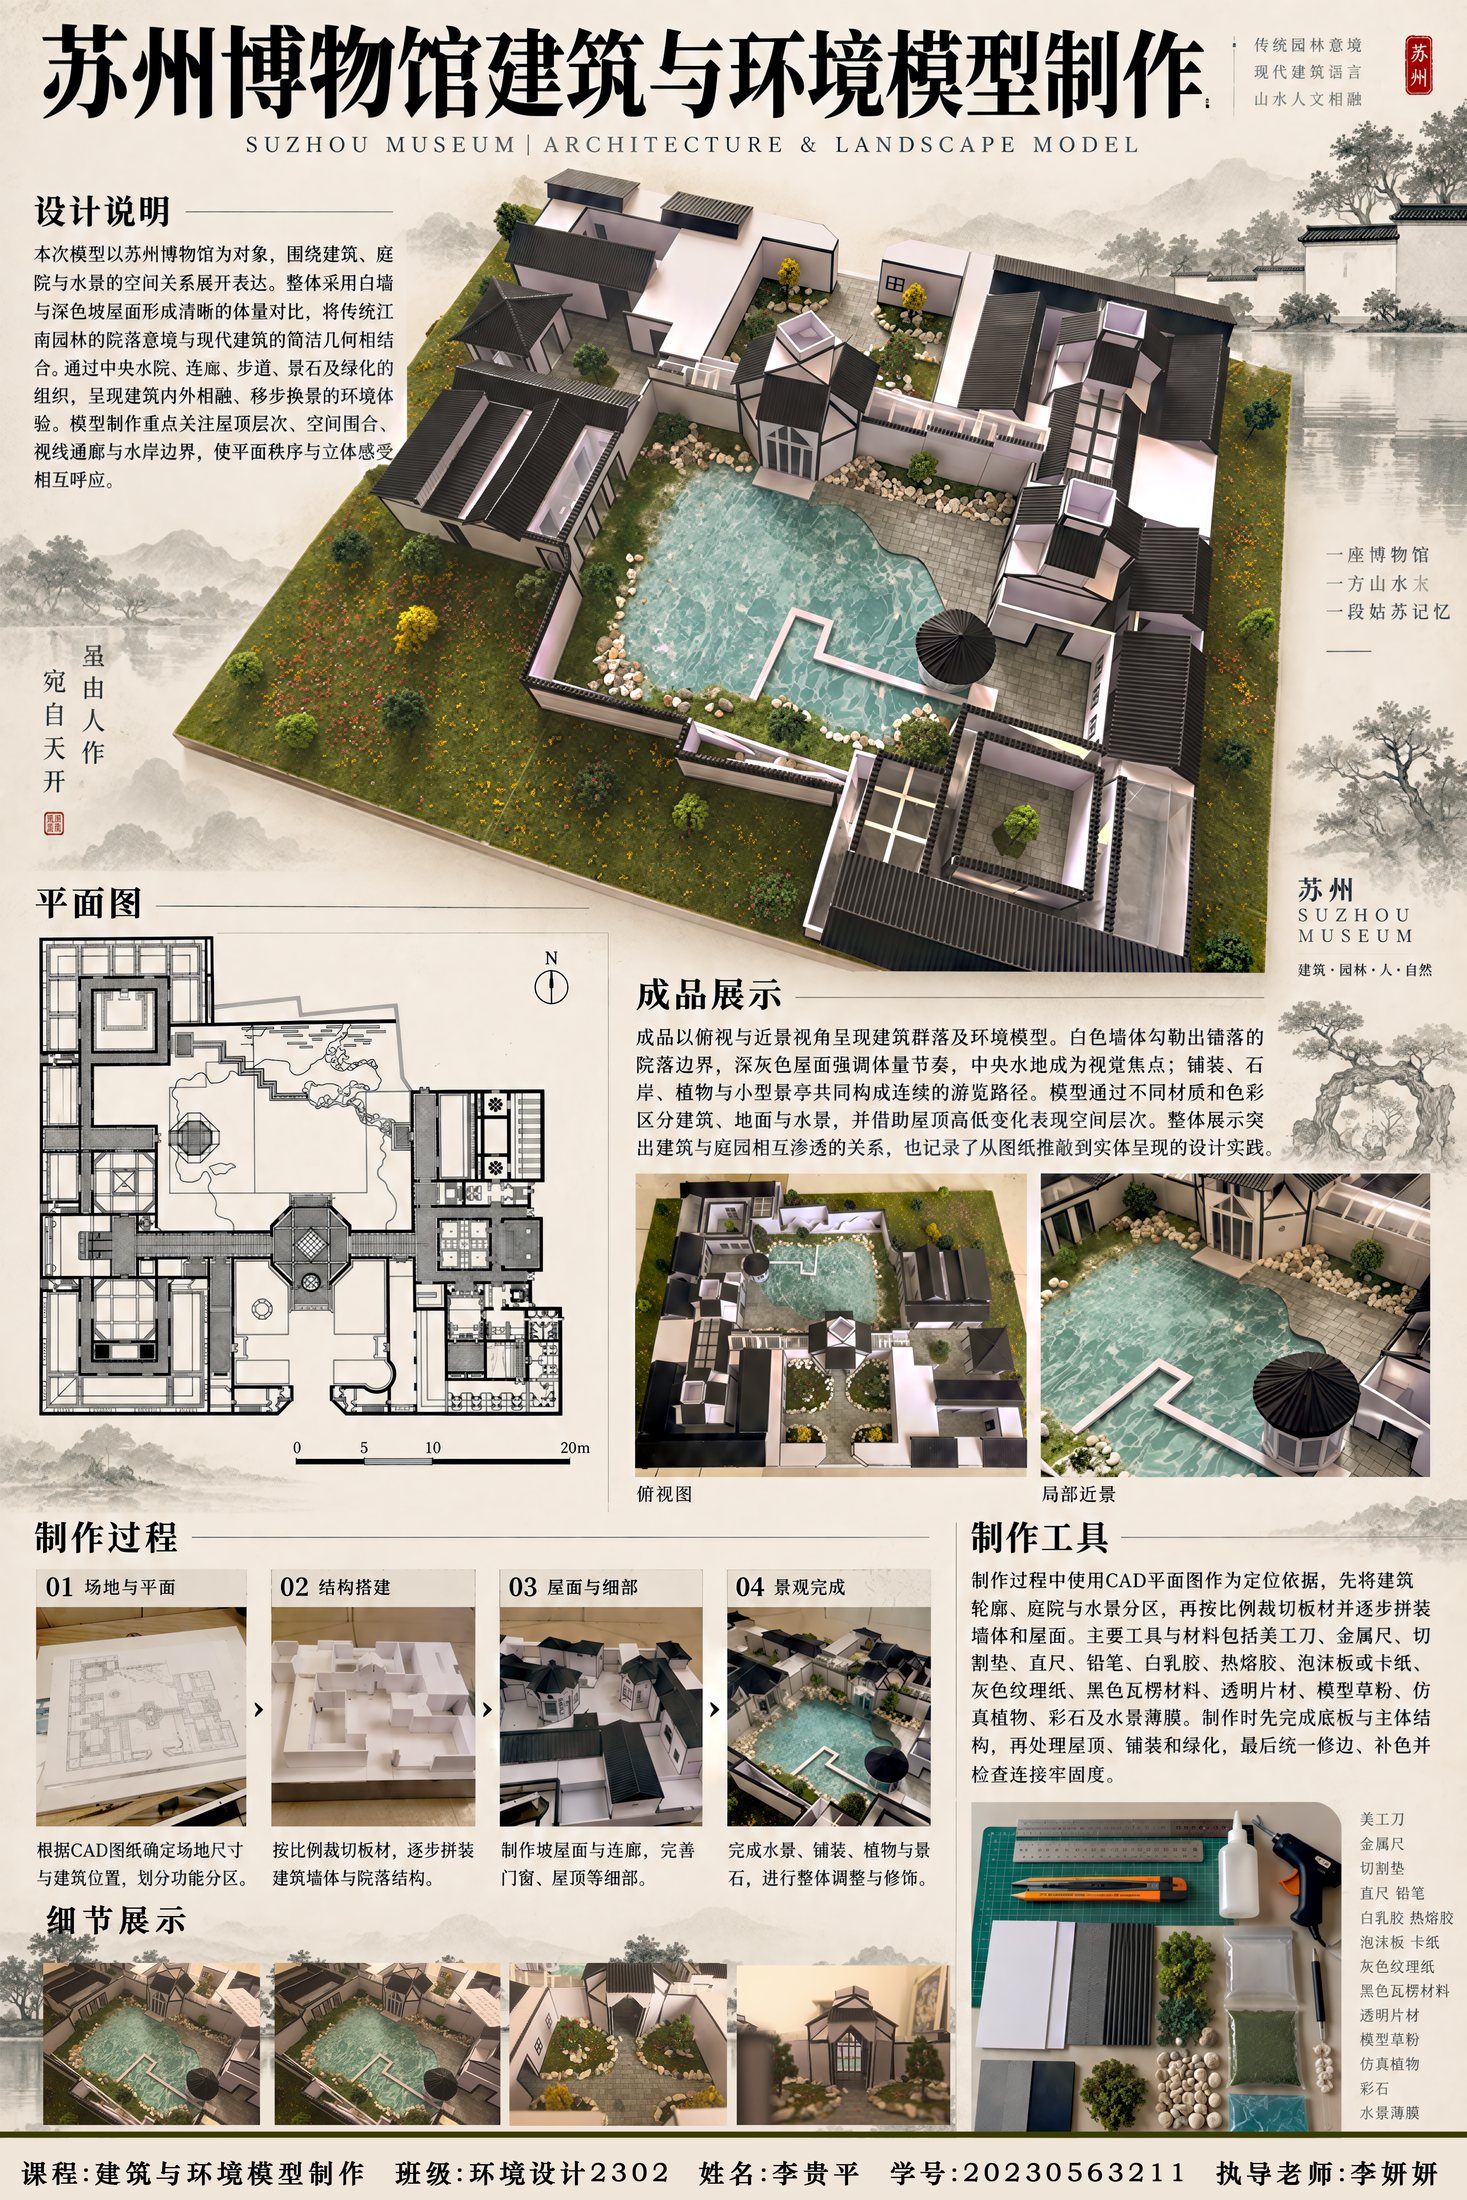 苏州博物馆建筑与环境模型制作
SUZHOU MUSEUM | ARCHITECTURE & LANDSCAPE MODEL
传统园林意境
现代建筑语言
山水人文相融
苏州
设计说明
本次模型以苏州博物馆为对象，围绕建筑、庭
院与水景的空间关系展开表达。整体采用白墙
与深色坡屋面形成清晰的体量对比，将传统江
南园林的院落意境与现代建筑的简洁几何相结
合。通过中央水院、连廊、步道、景石及绿化的
组织，呈现建筑内外相融、移步换景的环境体
验。模型制作重点关注屋顶层次、空间围合、
视线通廊与水岸边界，使平面秩序与立体感受
相互呼应。
一座博物馆
一方山水
一段姑苏记忆
虽由人作
宛自天开
苏州
SUZHOU
MUSEUM
建筑·园林·人·自然
平面图
N
0 5 10 20m
成品展示
成品以俯视与近景视角呈现建筑群落及环境模型。白色墙体勾勒出错落的
院落边界，深灰色屋面强调体量节奏，中央水地成为视觉焦点；铺装、石
岸、植物与小型景亭共同构成连续的游览路径。模型通过不同材质和色彩
区分建筑、地面与水景，并借助屋顶高低变化表现空间层次。整体展示突
出建筑与庭园相互渗透的关系，也记录了从图纸推敲到实体呈现的设计实践。
俯视图
局部近景
制作过程
01 场地与平面
02 结构搭建
03 屋面与细部
04 景观完成
根据CAD图纸确定场地尺寸
与建筑位置，划分功能分区。
按比例裁切板材，逐步拼装
建筑墙体与院落结构。
制作坡屋面与连廊，完善
门窗、屋顶等细部。
完成水景、铺装、植物与景
石，进行整体调整与修饰。
制作工具
制作过程中使用CAD平面图作为定位依据，先将建筑
轮廓、庭院与水景分区，再按比例裁切板材并逐步拼装
墙体和屋面。主要工具与材料包括美工刀、金属尺、切
割垫、直尺、铅笔、白乳胶、热熔胶、泡沫板或卡纸、
灰色纹理纸、黑色瓦楞材料、透明片材、模型草粉、仿
真植物、彩石及水景薄膜。制作时先完成底板与主体结
构，再处理屋顶、铺装和绿化，最后统一修边、补色并
检查连接牢固度。
美工刀
金属尺
切割垫
直尺 铅笔
白乳胶 热熔胶
泡沫板 卡纸
灰色纹理纸
黑色瓦楞材料
透明片材
模型草粉
仿真植物
彩石
水景薄膜
细节展示
课程:建筑与环境模型制作 班级:环境设计2302 姓名:李贵平 学号:20230563211 执导老师:李妍妍